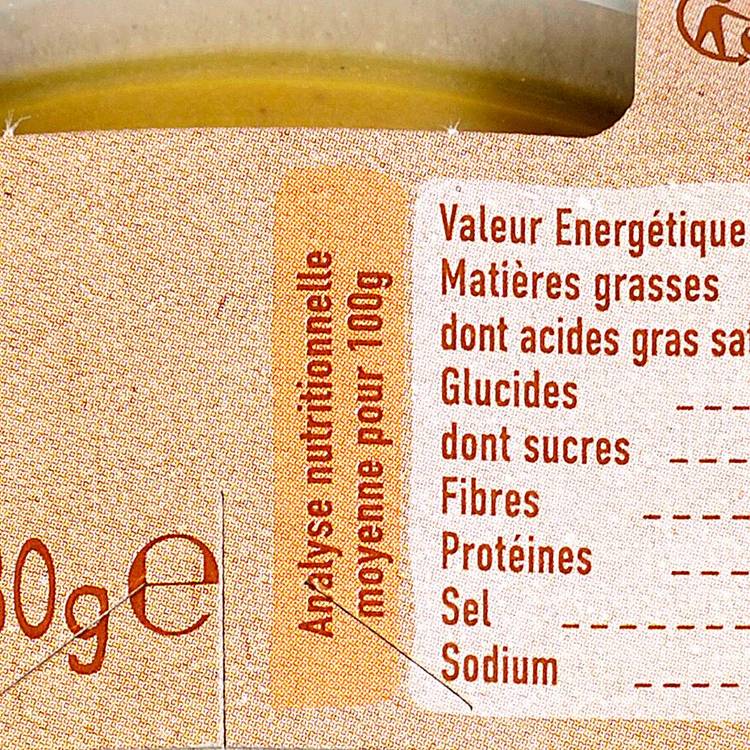 Analyse nutritionnelle
moyenne pour 100g
Valeur Energétique
Matières grasses
dont acides gras
Glucides
dont sucres
Fibres
Protéines
Sel
Sodium